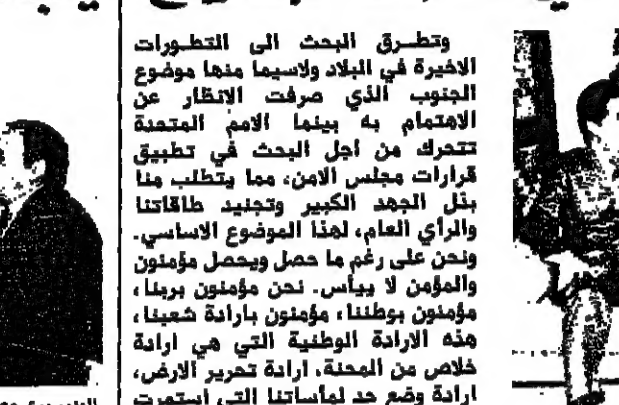 وتطرق البحث الى التطورات
الاخيرة في البلاد ولاسيما منها موضوع
الجنوب الذي صرفت الانظار عن
الاهتمام به بينما الامم المتحدة
تتحرك من اجل البحث في تطبيق
قرارات مجلس الامن، مما يتطلب منا
بذل الجهد الكبير وتجنيد طاقاتنا
والرأي العام، لهذا الموضوع الاساسي.
ونحن على رغم ما حصل ويحصل مؤمنون
والمؤمن لا ييأس. نحن مؤمنون بربنا،
مؤمنون بوطننا، مؤمنون بارادة شعبنا،
هذه الارادة الوطنية التي هي ارادة
خلاص من المحنة، ارادة تحرير الارض،
ارادة وضع حد لمأساتنا التي استمرت